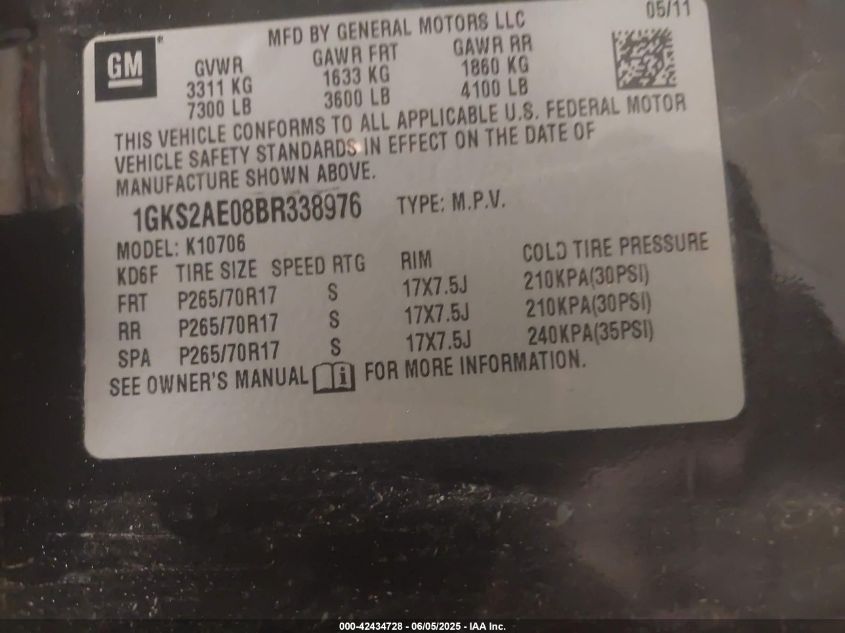 MFD BY GENERAL MOTORS LLC 05/11
GM
GVWR GAWR FRT GAWR RR
3311 KG 1633 KG 1860 KG
7300 LB 3600 LB 4100 LB
THIS VEHICLE CONFORMS TO ALL APPLICABLE U.S. FEDERAL MOTOR
VEHICLE SAFETY STANDARDS IN EFFECT ON THE DATE OF
MANUFACTURE SHOWN ABOVE.
1GKS2AE08BR338976 TYPE: M.P.V.
MODEL: K10706
KD6F TIRE SIZE SPEED RTG RIM COLD TIRE PRESSURE
FRT P265/70R17 S 17X7.5J 210KPA(30PSI)
RR P265/70R17 S 17X7.5J 210KPA(30PSI)
SPA P265/70R17 S 17X7.5J 240KPA(35PSI)
SEE OWNER'S MANUAL i FOR MORE INFORMATION.
000-42434728 - 06/05/2025 - IAA Inc.